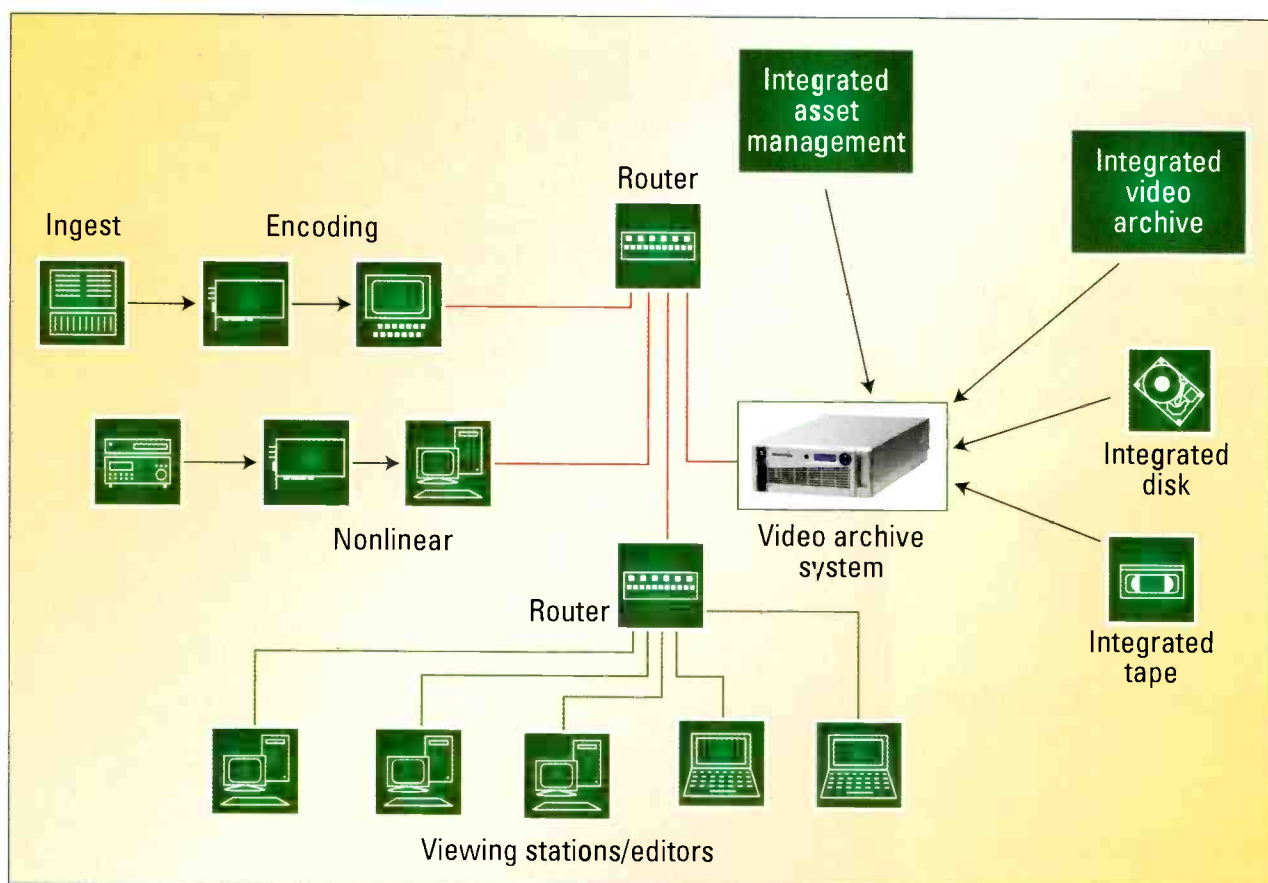 Integrated
asset
management
Integrated
video
archive
Router
Ingest
Encoding
Integrated
disk
Nonlinear
Video archive
system
Router
Integrated
tape
Viewing stations/editors